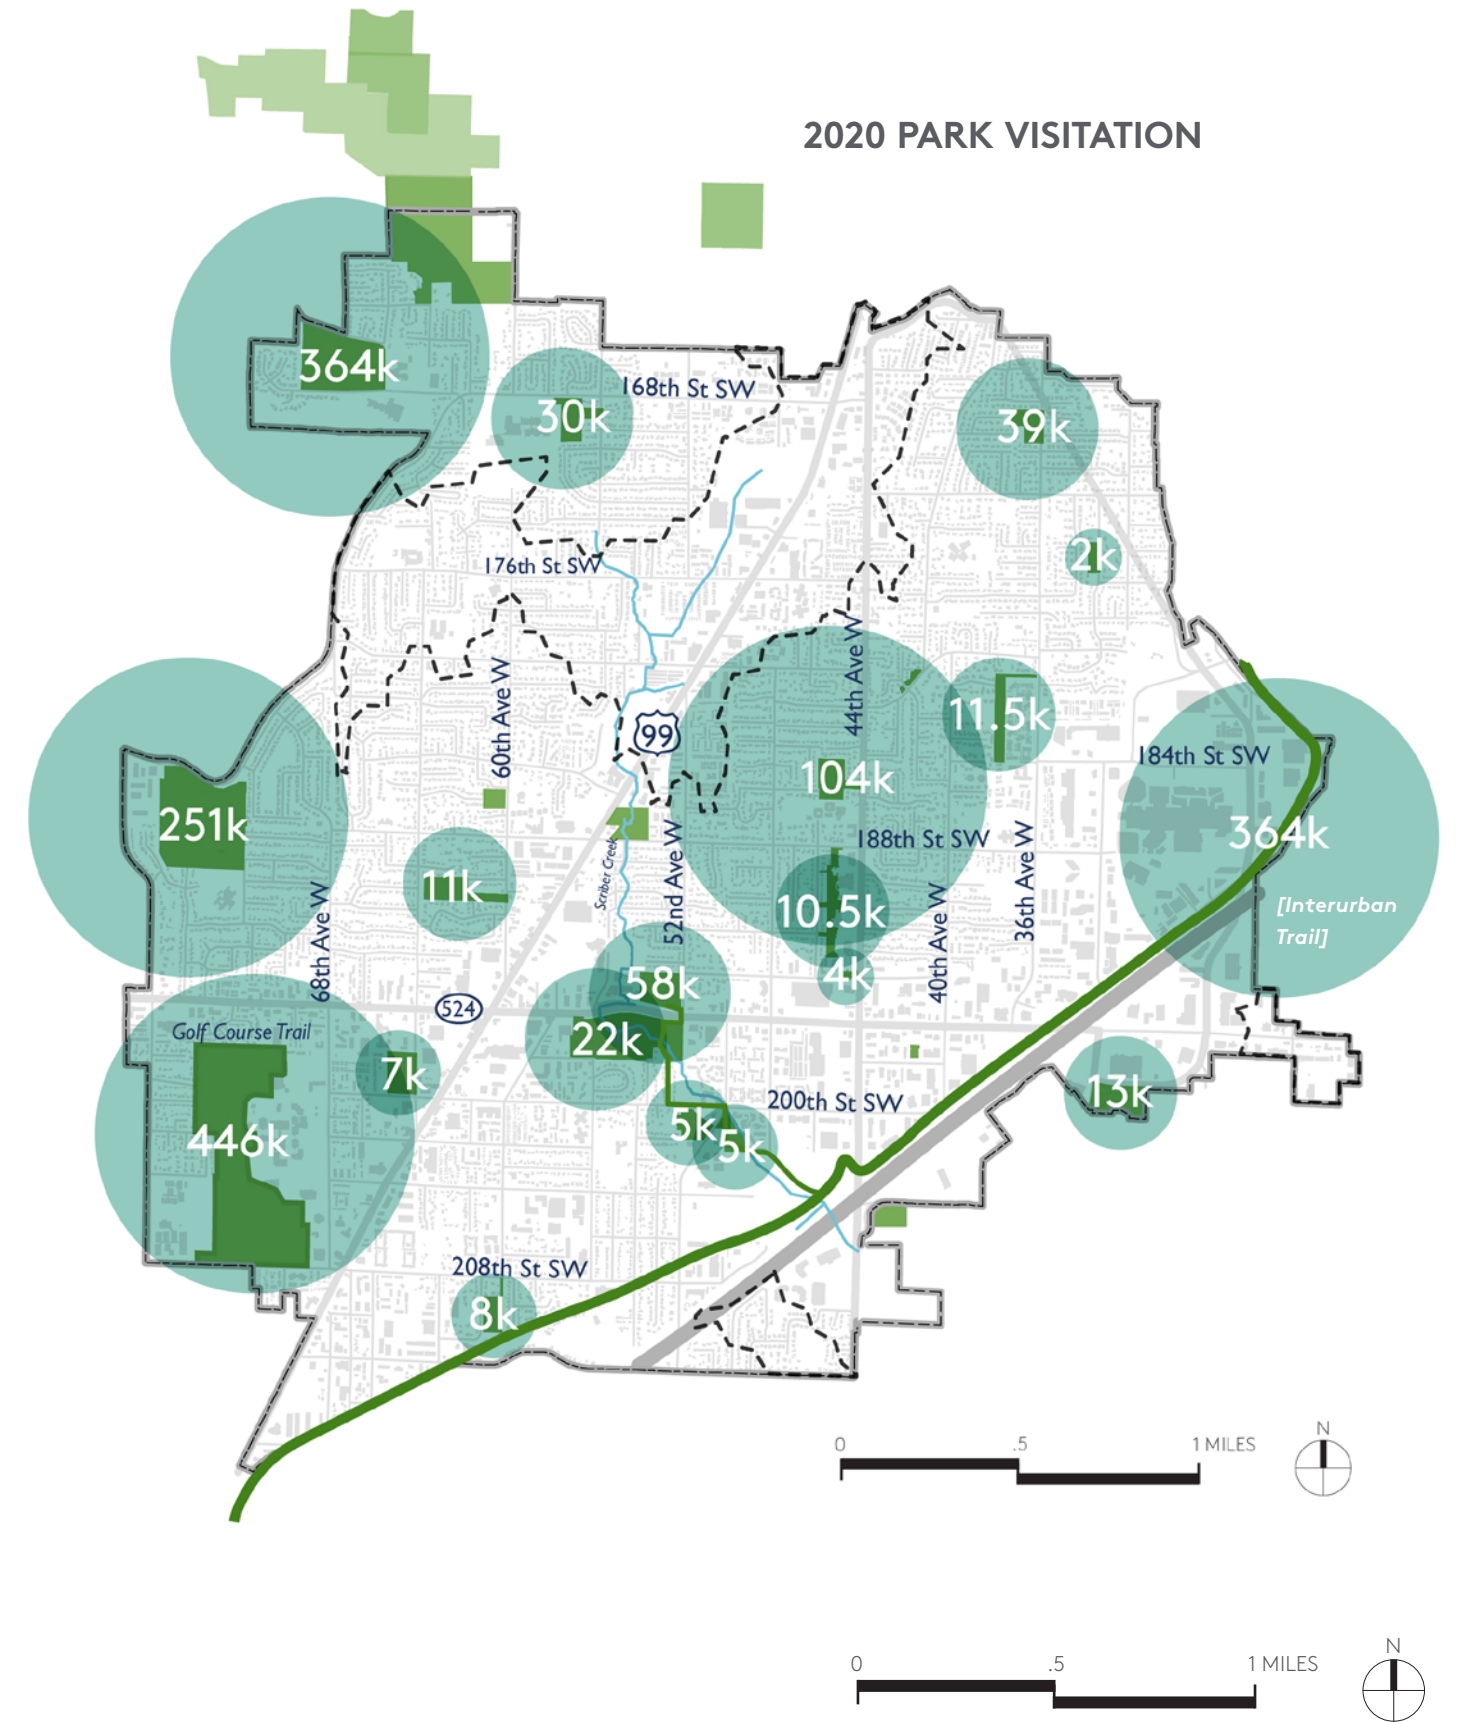 2020 PARK VISITATION
364k
168th St SW
30k
39k
2k
176th St SW
44th Ave W
60th Ave W
11.5k
99
184th St SW
104k
251k
364k
188th St SW
Scriber Creek
52nd Ave W
36th Ave W
11k
[Interurban
Trail]
10.5k
68th Ave W
40th Ave W
58k
4k
524
Golf Course Trail
22k
7k
13k
200th St SW
5k
5k
446k
208th St SW
8k
0 .5 1 MILES
N
0 .5 1 MILES
N